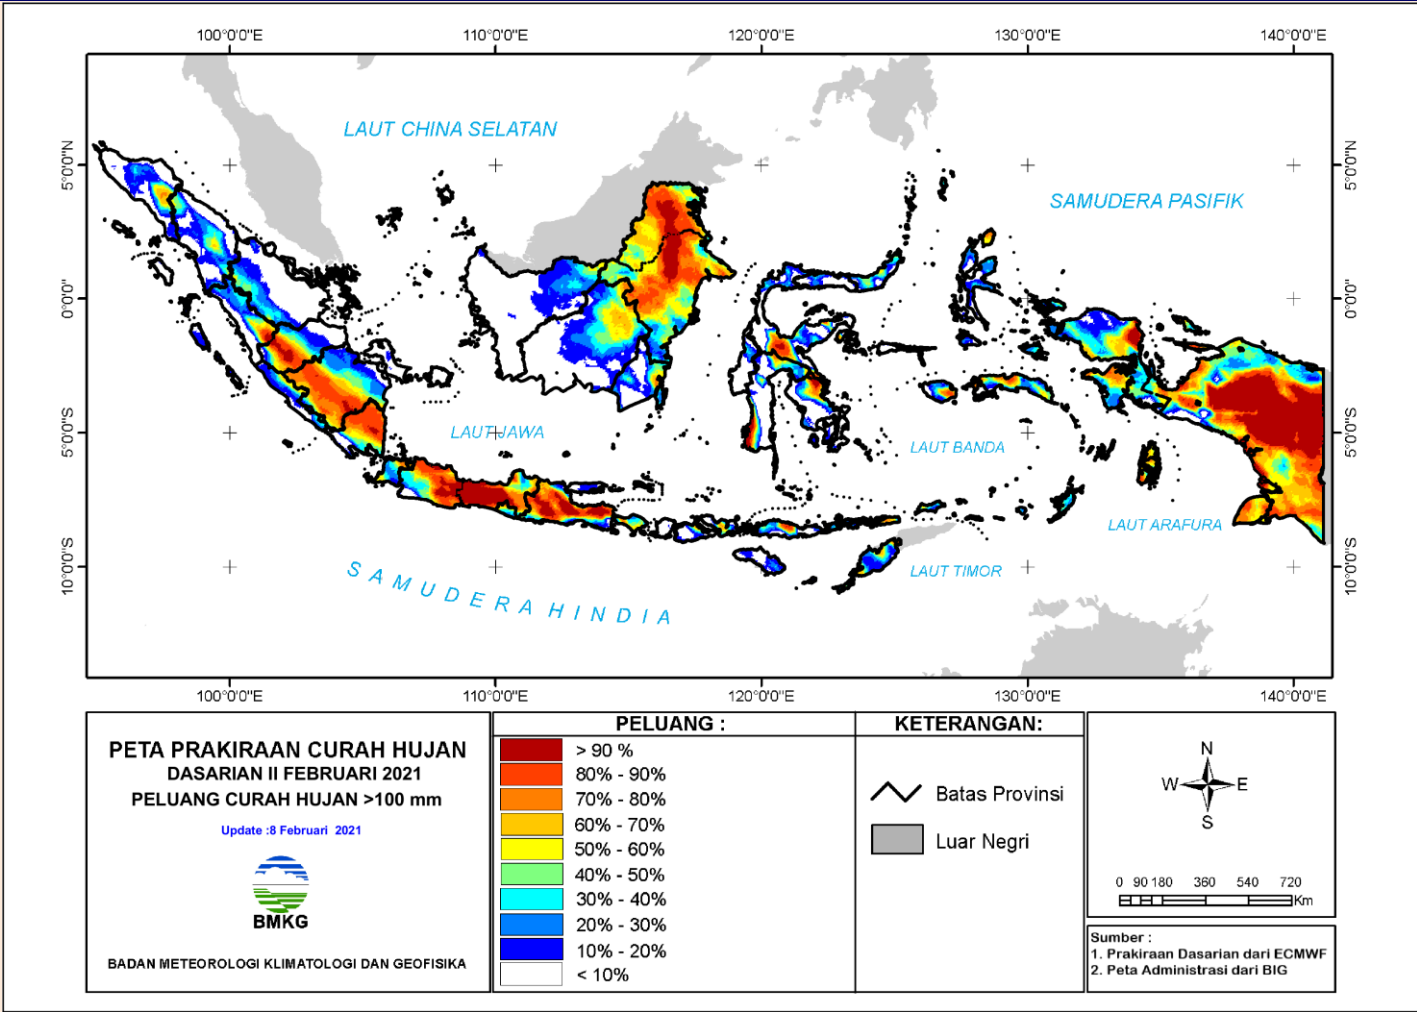 100°0'0"E 110°0'0"E 120°0'0"E 130°0'0"E 140°0'0"E
LAUT CHINA SELATAN
5°0'0"N 5°0'0"N
SAMUDERA PASIFIK
0°0'0" 0°0'0"
5°0'0"S 5°0'0"S
LAUT JAWA
LAUT BANDA
LAUT ARAFURA
10°0'0"S 10°0'0"S
LAUT TIMOR
SAMUDERA HINDIA
100°0'0"E 110°0'0"E 120°0'0"E 130°0'0"E 140°0'0"E
PETA PRAKIRAAN CURAH HUJAN
DASARIAN II FEBRUARI 2021
PELUANG CURAH HUJAN >100 mm
Update :8 Februari 2021
BMKG
BADAN METEOROLOGI KLIMATOLOGI DAN GEOFISIKA
PELUANG :
> 90 %
80% - 90%
70% - 80%
60% - 70%
50% - 60%
40% - 50%
30% - 40%
20% - 30%
10% - 20%
< 10%
KETERANGAN:
Batas Provinsi
Luar Negri
N
W E
S
0 90 180 360 540 720
Km
Sumber :
1. Prakiraan Dasarian dari ECMWF
2. Peta Administrasi dari BIG